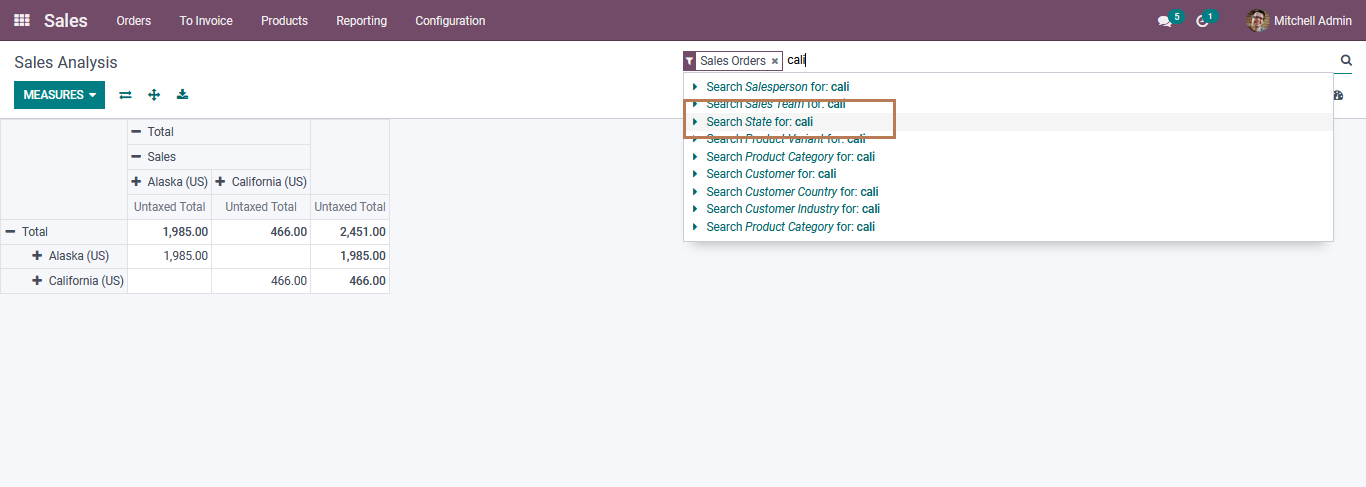 Sales Orders To Invoice Products Reporting Configuration 5 1 Mitchell Admin
Sales Analysis
Sales Orders × cali
MEASURES
Search Salesperson for: cali
Search Sales Team for: cali
Search State for: cali
Search Product Variant for: cali
Search Product Category for: cali
Search Customer for: cali
Search Customer Country for: cali
Search Customer Industry for: cali
Search Product Category for: cali
Total
Sales
Alaska (US) California (US)
Untaxed Total Untaxed Total Untaxed Total
Total 1,985.00 466.00 2,451.00
Alaska (US) 1,985.00 1,985.00
California (US) 466.00 466.00